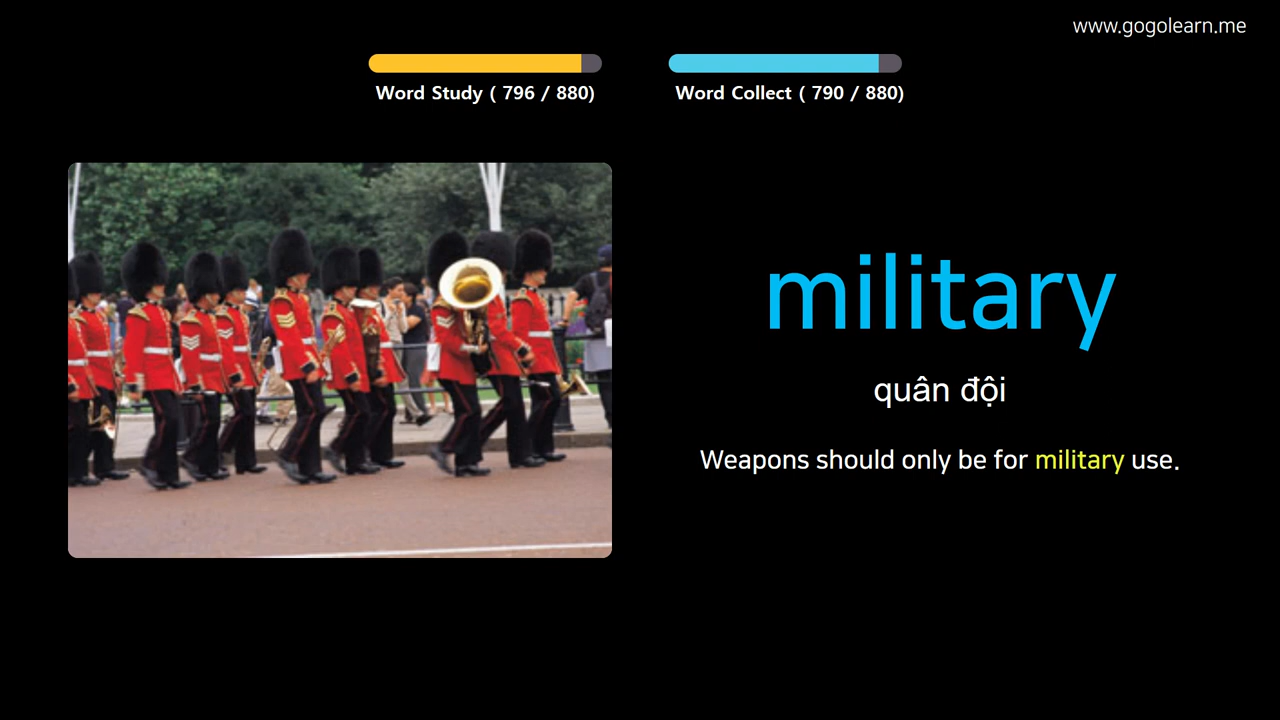 www.gogolearn.me
Word Study ( 796 / 880)
Word Collect ( 790 / 880)
military
quân đội
Weapons should only be for military use.